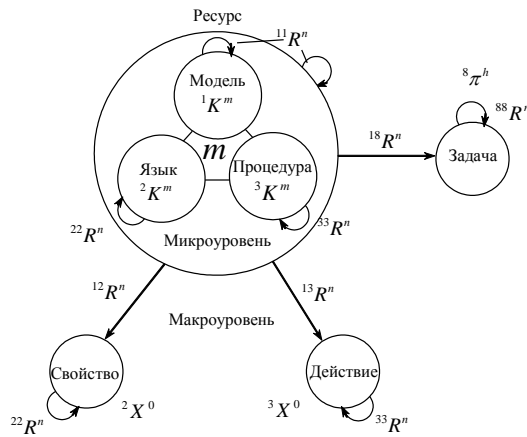 Ресурс
¹¹Rⁿ
Модель
¹Kᵐ
⁸πʰ
⁸⁸Rⁿ
¹⁸Rⁿ
Задача
m
Язык
²Kᵐ
Процедура
³Kᵐ
²²Rⁿ
³³Rⁿ
Микроуровень
¹²Rⁿ
¹³Rⁿ
Макроуровень
Свойство
Действие
²²Rⁿ
²X⁰
³X⁰
³³Rⁿ